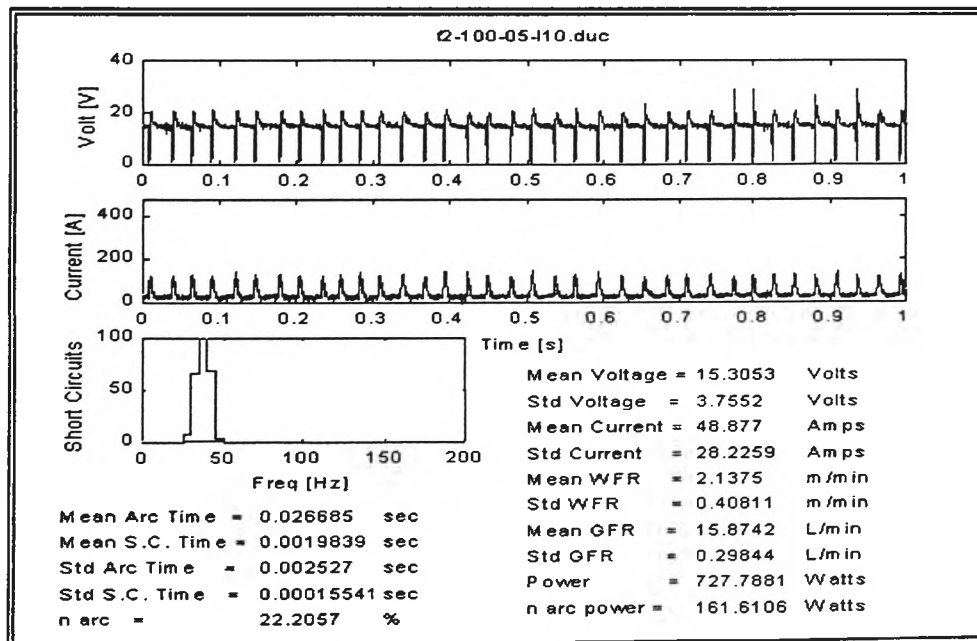 f2-100-05-l10.duc
40
20
0
Volt [V]
0 0.1 0.2 0.3 0.4 0.5 0.6 0.7 0.8 0.9 1
400
200
0
Current [A]
0 0.1 0.2 0.3 0.4 0.5 0.6 0.7 0.8 0.9 1
Time [s]
100
50
0
Short Circuits
0 50 100 150 200
Freq [Hz]
Mean Voltage = 15.3053 Volts
Std Voltage = 3.7552 Volts
Mean Current = 48.877 Amps
Std Current = 28.2259 Amps
Mean WFR = 2.1375 m/min
Std WFR = 0.40811 m/min
Mean GFR = 15.8742 L/min
Std GFR = 0.29844 L/min
Power = 727.7881 Watts
n arc power = 161.6106 Watts
Mean Arc Time = 0.026685 sec
Mean S.C. Time = 0.0019839 sec
Std Arc Time = 0.002527 sec
Std S.C. Time = 0.00015541 sec
n arc = 22.2057 %